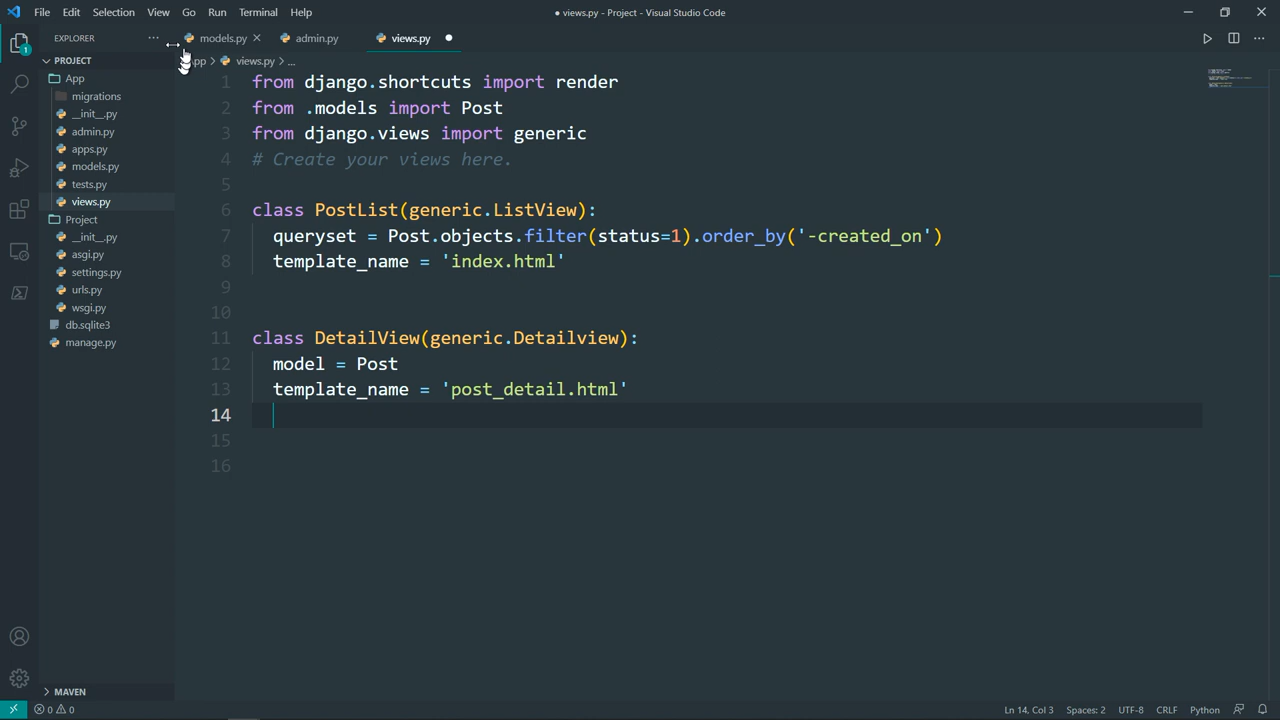 File Edit Selection View Go Run Terminal Help
● views.py - Project - Visual Studio Code
EXPLORER
models.py
admin.py
views.py
PROJECT
App
migrations
__init__.py
admin.py
apps.py
models.py
tests.py
views.py
Project
__init__.py
asgi.py
settings.py
urls.py
wsgi.py
db.sqlite3
manage.py
MAVEN
App > views.py > ...
1 from django.shortcuts import render
2 from .models import Post
3 from django.views import generic
4 # Create your views here.
5
6 class PostList(generic.ListView):
7 queryset = Post.objects.filter(status=1).order_by('-created_on')
8 template_name = 'index.html'
9
10
11 class DetailView(generic.Detailview):
12 model = Post
13 template_name = 'post_detail.html'
14
15
16
1
0 0
Ln 14, Col 3 Spaces: 2 UTF-8 CRLF Python